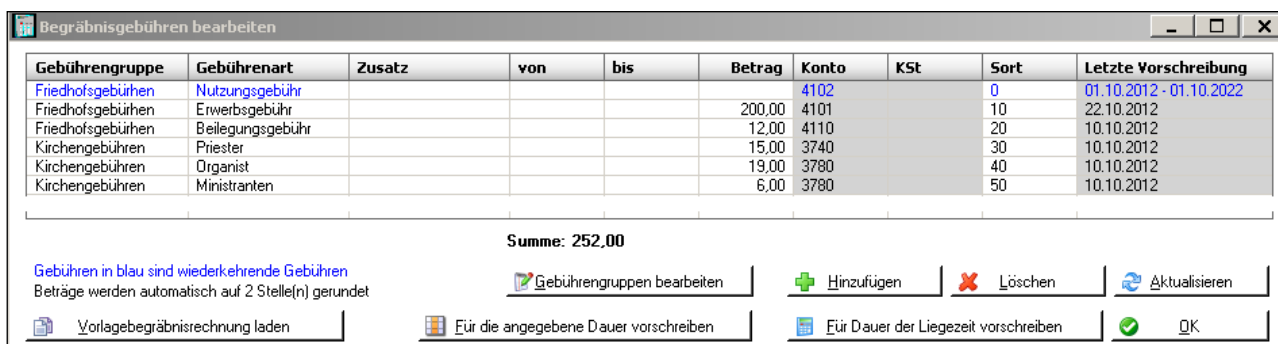 Begräbnisgebühren bearbeiten
Gebührengruppe Gebührenart Zusatz von bis Betrag Konto KSt Sort Letzte Vorschreibung
Friedhofsgebürhen Nutzungsgebühr 4102 0 01.10.2012 - 01.10.2022
Friedhofsgebürhen Erwerbsgebühr 200,00 4101 10 22.10.2012
Friedhofsgebürhen Beilegungsgebühr 12,00 4110 20 10.10.2012
Kirchengebühren Priester 15,00 3740 30 10.10.2012
Kirchengebühren Organist 19,00 3780 40 10.10.2012
Kirchengebühren Ministranten 6,00 3780 50 10.10.2012
Summe: 252,00
Gebühren in blau sind wiederkehrende Gebühren
Beträge werden automatisch auf 2 Stelle(n) gerundet
Gebührengruppen bearbeiten Hinzufügen Löschen Aktualisieren
Vorlagebegräbnisrechnung laden Für die angegebene Dauer vorschreiben Für Dauer der Liegezeit vorschreiben OK